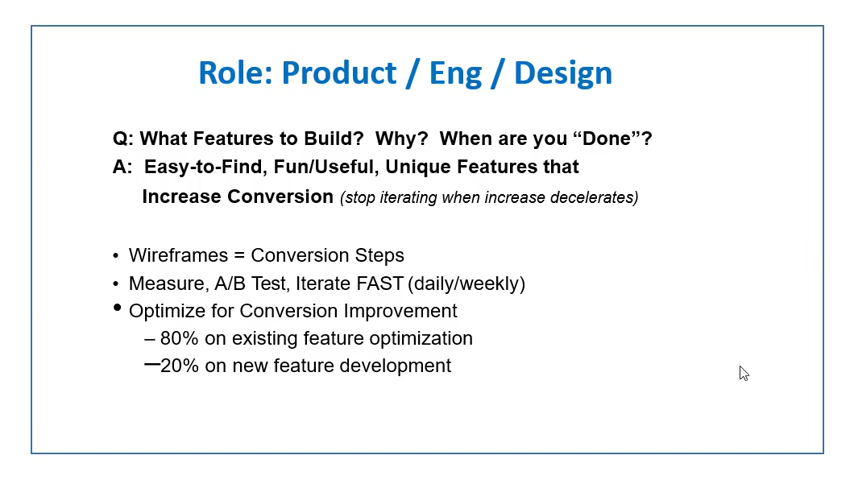 Role: Product / Eng / Design
Q: What Features to Build?  Why?  When are you “Done”?
A:  Easy-to-Find, Fun/Useful, Unique Features that
Increase Conversion (stop iterating when increase decelerates)
• Wireframes = Conversion Steps
• Measure, A/B Test, Iterate FAST (daily/weekly)
• Optimize for Conversion Improvement
– 80% on existing feature optimization
–20% on new feature development